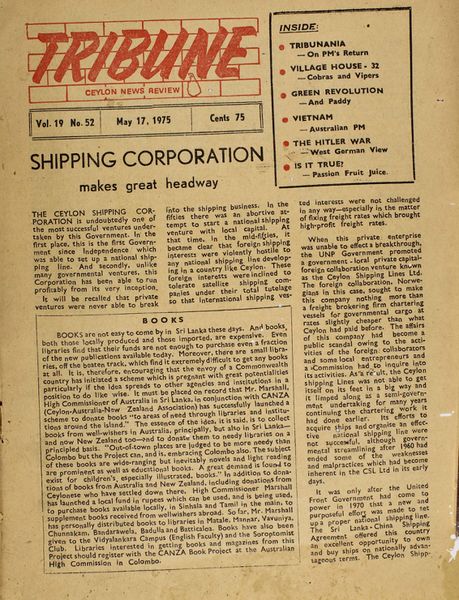 TRIBUNE
CEYLON NEWS REVIEW
Vol. 19 No. 52
May 17, 1975
Cents 75
INSIDE:
TRIBUNANIA
— On PM's Return
VILLAGE HOUSE - 32
— Cobras and Vipers
GREEN REVOLUTION
— And Paddy
VIETNAM
— Australian PM
THE HITLER WAR
— West German View
IS IT TRUE?
— Passion Fruit Juice.
SHIPPING CORPORATION
makes great headway
THE CEYLON SHIPPING COR-
PORATION is undoubtedly one of
the most successful ventures under
taken by this Government. In the
first place, this is the first Govern-
ment since Independence which
was able to set up a national ship-
ping line. And secondly, unlike
many governmental ventures, this
Corporation has been able to run
profitably from its very inception.
It will be recalled that private
ventures were never able to break
into the shipping business. In the
fifties there was an abortive at-
tempt to start a national shipping
venture with local capital. At
that time, in the mid-fifties, it
became clear that foreign shipping
interests were violently hostile to
any national shipping line develop
ing in a country like Ceylon. These
foreign interests were inclined to
tolerate satellite shipping com-
panies under their total tutelage
so that international shipping ves-
ted interests were not challenged
in any way—especially in the matter
of fixing freight rates which brought
high-profit freight rates.
When this private enterprise
was unable to effect a breakthrough,
the UNP Government promoted
a government - local private capital-
foreign collaboration venture known
as the Ceylon Shipping Lines Ltd.
The foreign collaboration, Norwe-
gians in this case, sought to make
this company nothing more than
a freight broking firm chartering
vessels for governmental cargo at
rates slightly cheaper than what
Ceylon had paid before. The affairs
of this company had become a
public scandal owing to the acti-
vities of the foreign collaborators
and some local entrepreneurs and
a Commission had to inquire into
its activities. As a result, the Ceylon
Shipping Lines was not able to get
itself on its feet in a big way and
it limped along as a semi-govern-
ment undertaking for many years
continuing the chartering work it
had done earlier. Its efforts to
acquire ships and organise an effec-
tive national shipping line were
not successful, although govern-
mental streamlining after 1960 had
ended some of the weaknesses
and malpractices which had become
inherent in the CSL Ltd in its early
days.
It was only after the United
Front Government had come to
power in 1970 that a new and
purposeful effort was made to set
up a proper national shipping line.
The Sri Lanka - China Shipping
Agreement offered this country
an excellent opportunity to own
and buy ships on nationally advan-
tageous terms. The Ceylon Shipp-
BOOKS
BOOKS are not easy to come by in Sri Lanka these days. And books,
both those locally produced and those imported, are expensive. Even
libraries find that their funds are not enough to purchase even a fraction
of the new publications available today. Moreover, there are small libra-
ries, off the beaten track, which find it extremely difficult to get any books
at all. It is, therefore, encouraging that the envoy of a Commonwealth
country has initiated a scheme which is pregnant with great potentialities
particularly if the idea spreads to other agencies and institutions in a
position to do like wise. It must be placed on record that Mr. Marshall,
High Commissioner of Australia in Sri Lanka, in conjunction with CANZA
(Ceylon-Australia-New Zealand Association) has successfully launched a
scheme to donate books "to areas of need through libraries and institu-
tions around the island." The essence of the idea, it is said, is to collect
books from well-wishers in Australia, principally, but also in Sri Lanka—
and now New Zealand too—and to donate them to needy libraries on a
principled basis. "Out-of-town places are judged to be more needy than
Colombo but the Project can, and is, embracing Colombo also. The subject
of these books are wide-ranging but inevitably novels and light reading
are prominent as well as educational books. A great demand is found to
exist for children's, especially illustrated, books." In addition to dona-
tions of books from Australia and New Zealand, including donations from
Ceylonese who have settled down there, High Commissioner Marshall
has launched a local fund in rupees which can be used, and is being used,
to purchase books available locally, in Sinhala and Tamil in the main, to
supplement books received from wellwishers abroad. So far, Mr. Marshall
has personally distributed books to libraries in Matale, Mannar, Vavuniya,
Chunnakam, Bandarawela, Badulla and Batticaloa. Books have also been
given to the Vidyalankara Campus (English Faculty) and the Soroptomist
Club. Libraries interested in getting books and magazines from this
Project should register with the CANZA Book Project at the Australian
High Commission in Colombo.